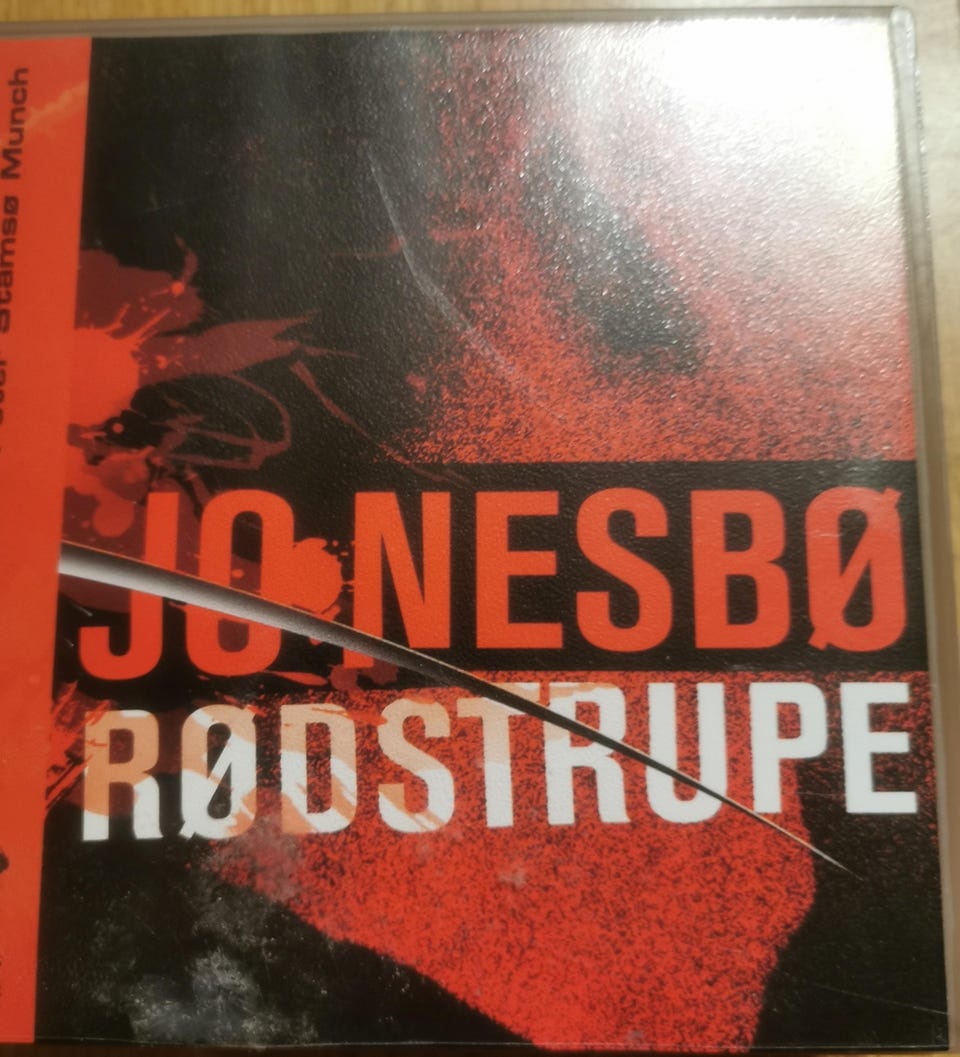 Stamsø Munch
JO NESBØ
RØDSTRUPE